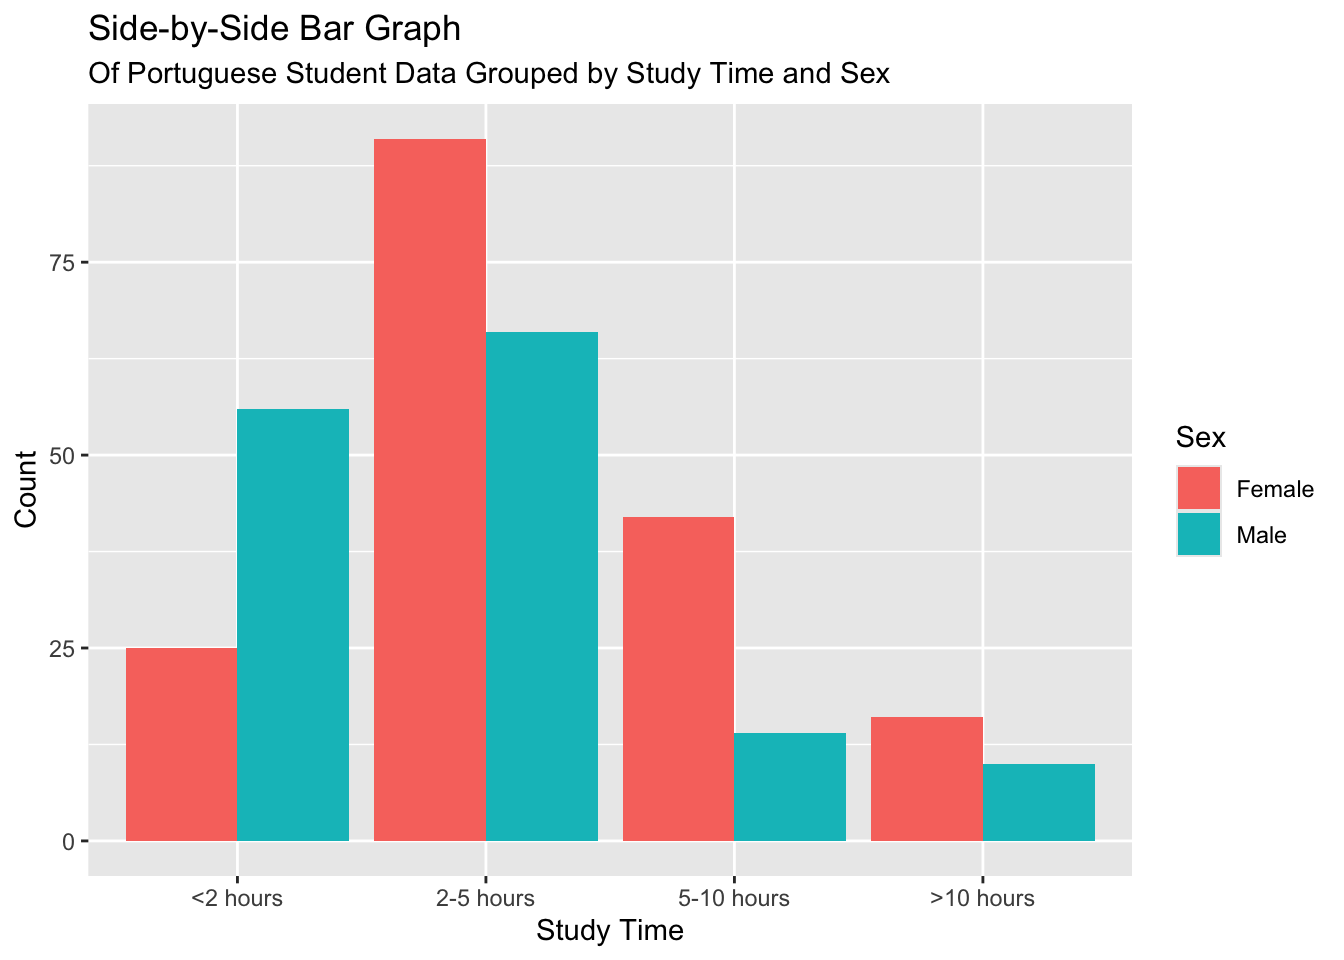 Side-by-Side Bar Graph
Of Portuguese Student Data Grouped by Study Time and Sex
Count
75
50
25
0
<2 hours 2-5 hours 5-10 hours >10 hours
Study Time
Sex
Female
Male